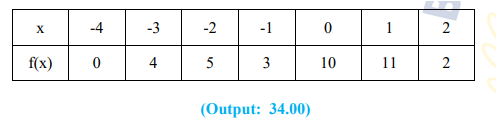 x -4 -3 -2 -1 0 1 2
f(x) 0 4 5 3 10 11 2
(Output: 34.00)